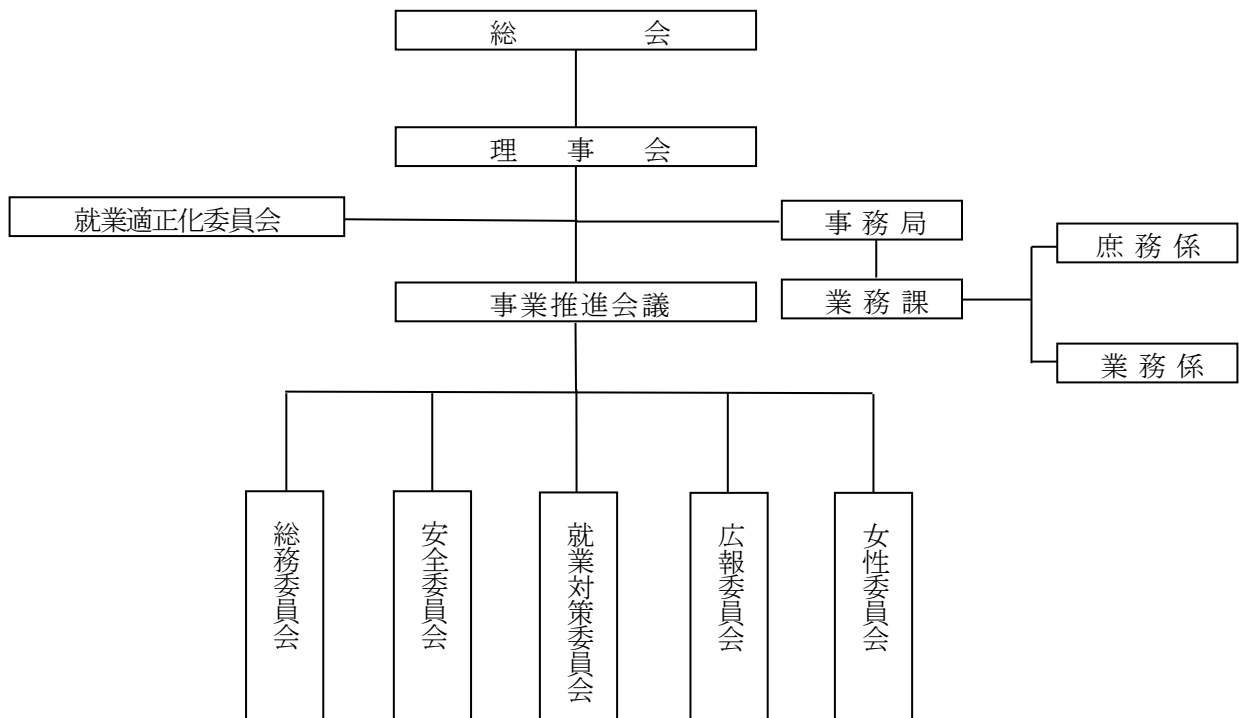 総会
理事会
就業適正化委員会
事務局
庶務係
事業推進会議
業務課
業務係
総務委員会
安全委員会
就業対策委員会
広報委員会
女性委員会